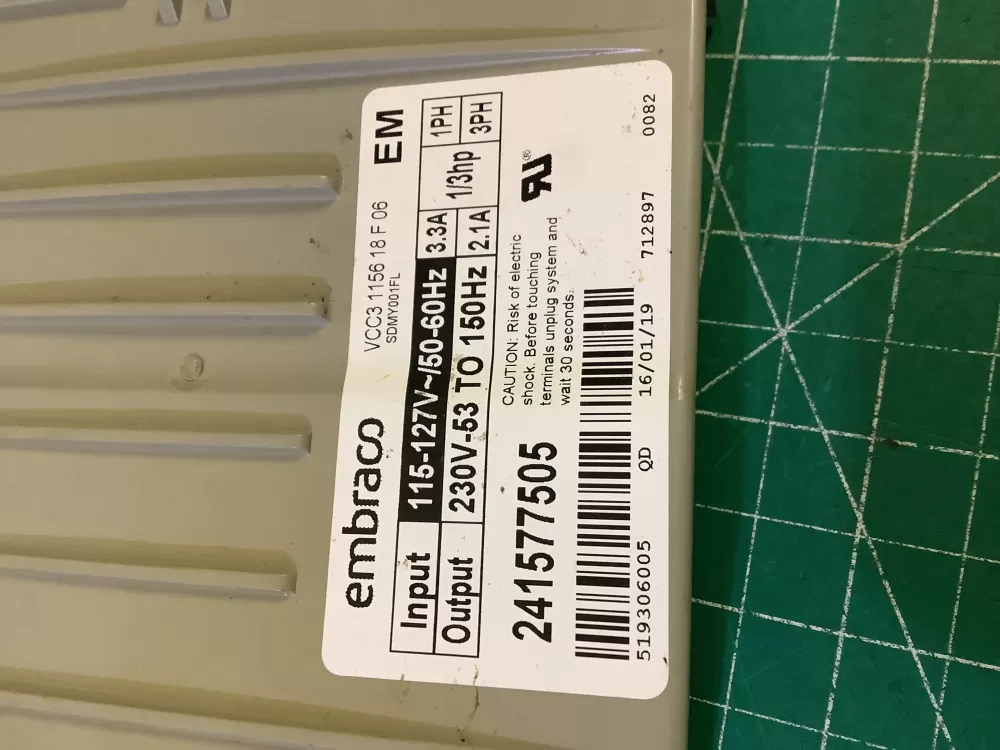 embraco
VCC3 1156 18 F 06
SDMY001FL
EM
Input 115-127V~/50-60Hz 3.3A 1/3hp 1PH
Output 230V-53 TO 150Hz 2.1A 3PH
241577505
CAUTION: Risk of electric
shock. Before touching
terminals unplug system and
wait 30 seconds.
519306005 QD 16/01/19 712897 0082